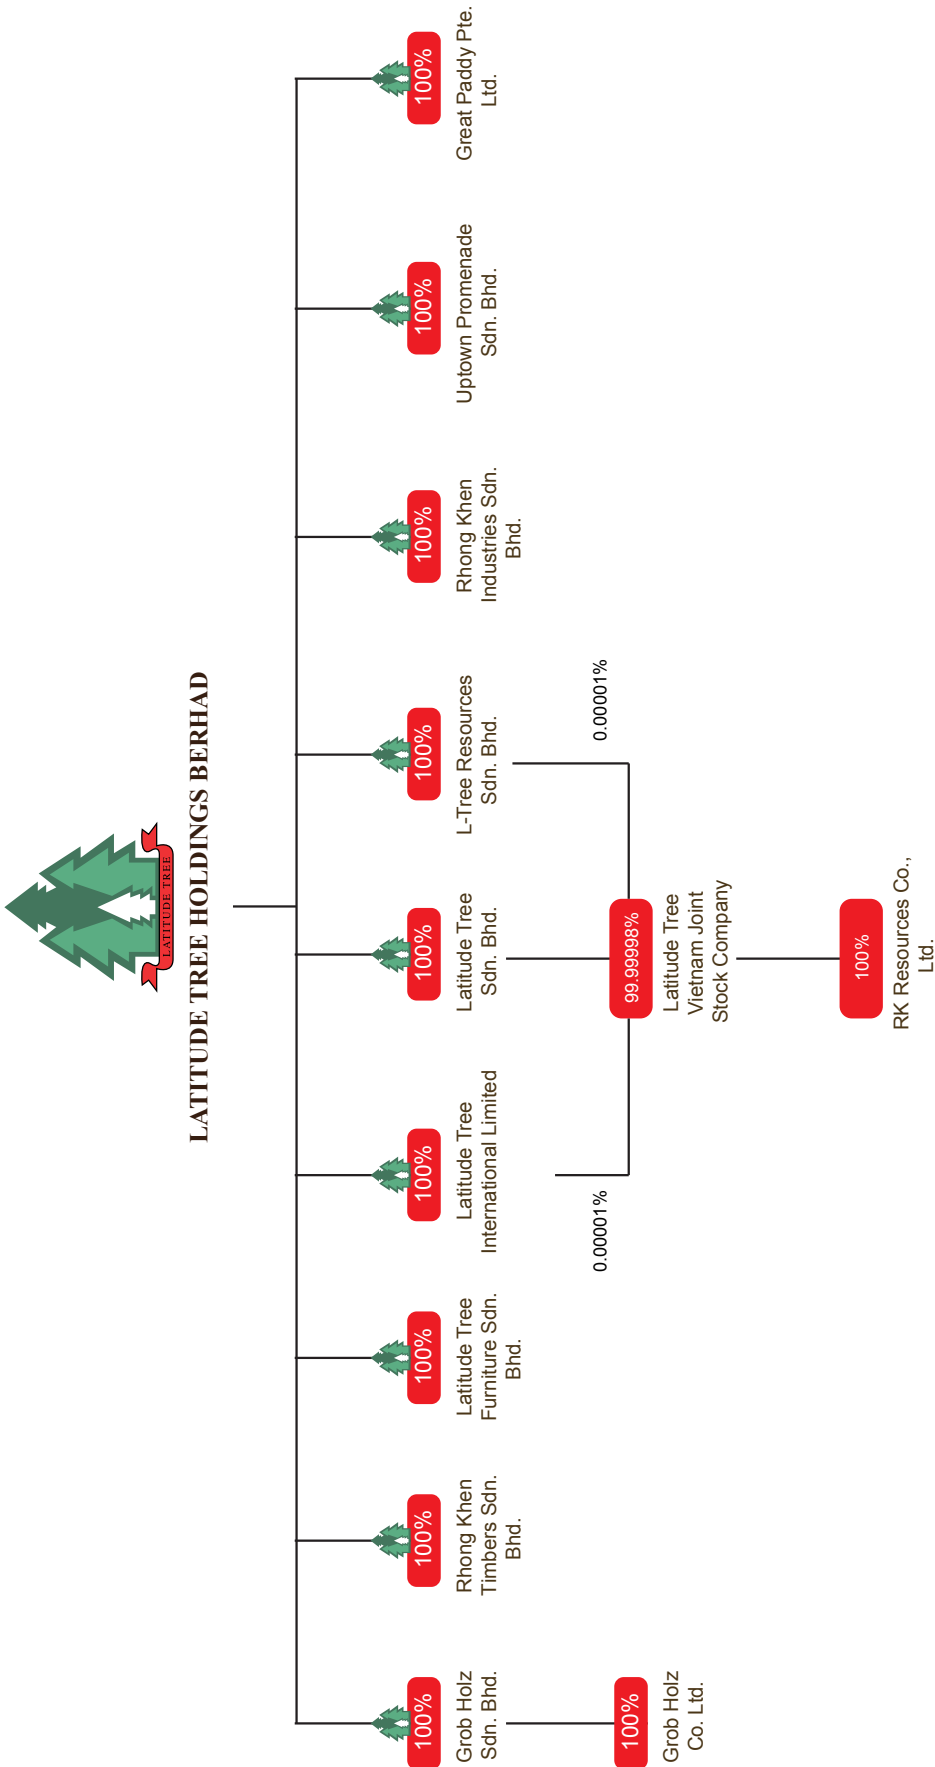 LATITUDE TREE
LATITUDE TREE HOLDINGS BERHAD
100%
Grob Holz
Sdn. Bhd.
100%
Rhong Khen
Timbers Sdn.
Bhd.
100%
Latitude Tree
Furniture Sdn.
Bhd.
100%
Latitude Tree
International Limited
100%
Latitude Tree
Sdn. Bhd.
100%
L-Tree Resources
Sdn. Bhd.
100%
Rhong Khen
Industries Sdn.
Bhd.
100%
Uptown Promenade
Sdn. Bhd.
100%
Great Paddy Pte.
Ltd.
0.00001%
0.00001%
100%
Grob Holz
Co. Ltd.
99.99998%
Latitude Tree
Vietnam Joint
Stock Company
100%
RK Resources Co.,
Ltd.